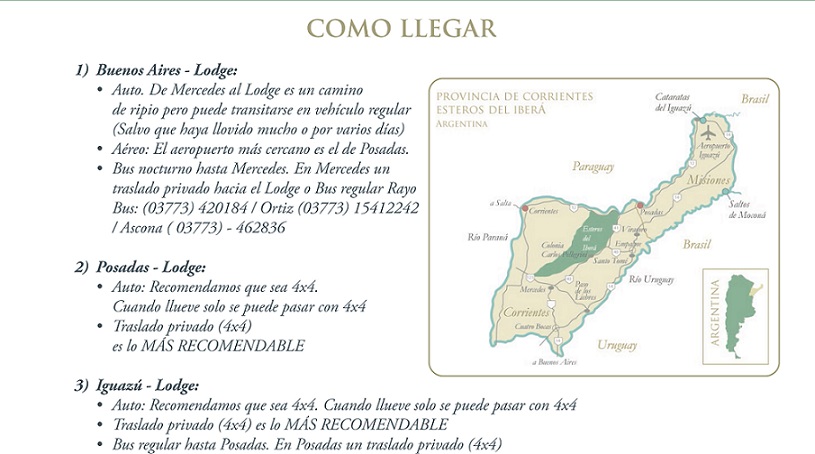 COMO LLEGAR
1) Buenos Aires - Lodge:
• Auto. De Mercedes al Lodge es un camino
de ripio pero puede transitarse en vehículo regular
(Salvo que haya llovido mucho o por varios días)
• Aéreo: El aeropuerto más cercano es el de Posadas.
• Bus nocturno hasta Mercedes. En Mercedes un
traslado privado hacia el Lodge o Bus regular Rayo
Bus: (03773) 420184 / Ortiz (03773) 15412242
/ Ascona ( 03773) - 462836
2) Posadas - Lodge:
• Auto: Recomendamos que sea 4x4.
Cuando llueve solo se puede pasar con 4x4
• Traslado privado (4x4)
es lo MÁS RECOMENDABLE
3) Iguazú - Lodge:
• Auto: Recomendamos que sea 4x4. Cuando llueve solo se puede pasar con 4x4
• Traslado privado (4x4) es lo MÁS RECOMENDABLE
• Bus regular hasta Posadas. En Posadas un traslado privado (4x4)
PROVINCIA DE CORRIENTES
ESTEROS DEL IBERÁ
ARGENTINA
Cataratas
del Iguazú
Brasil
Aeropuerto
Iguazú
Paraguay
Misiones
a Salta
Corrientes
Posadas
Saltos
de Moconá
Río Paraná
Esteros
del
Iberá
Virasoro
Brasil
Colonia
Carlos Pellegrini
Empalme
Santo Tomé
Río Uruguay
Mercedes
Paso
de los
Libres
Corrientes
Cuatro Bocas
Uruguay
a Buenos Aires
ARGENTINA